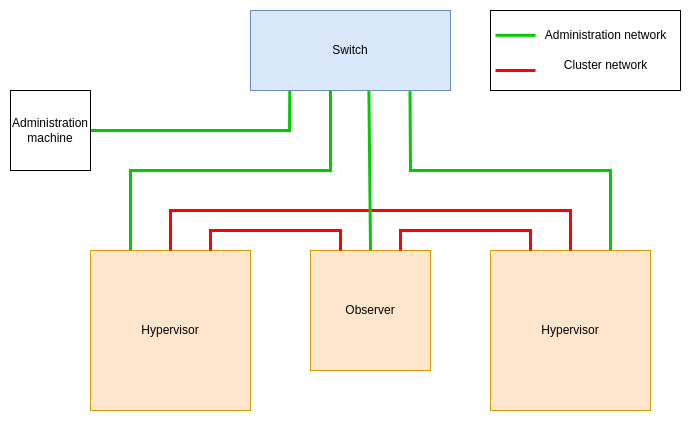 Switch
Administration network
Cluster network
Administration
machine
Hypervisor
Observer
Hypervisor